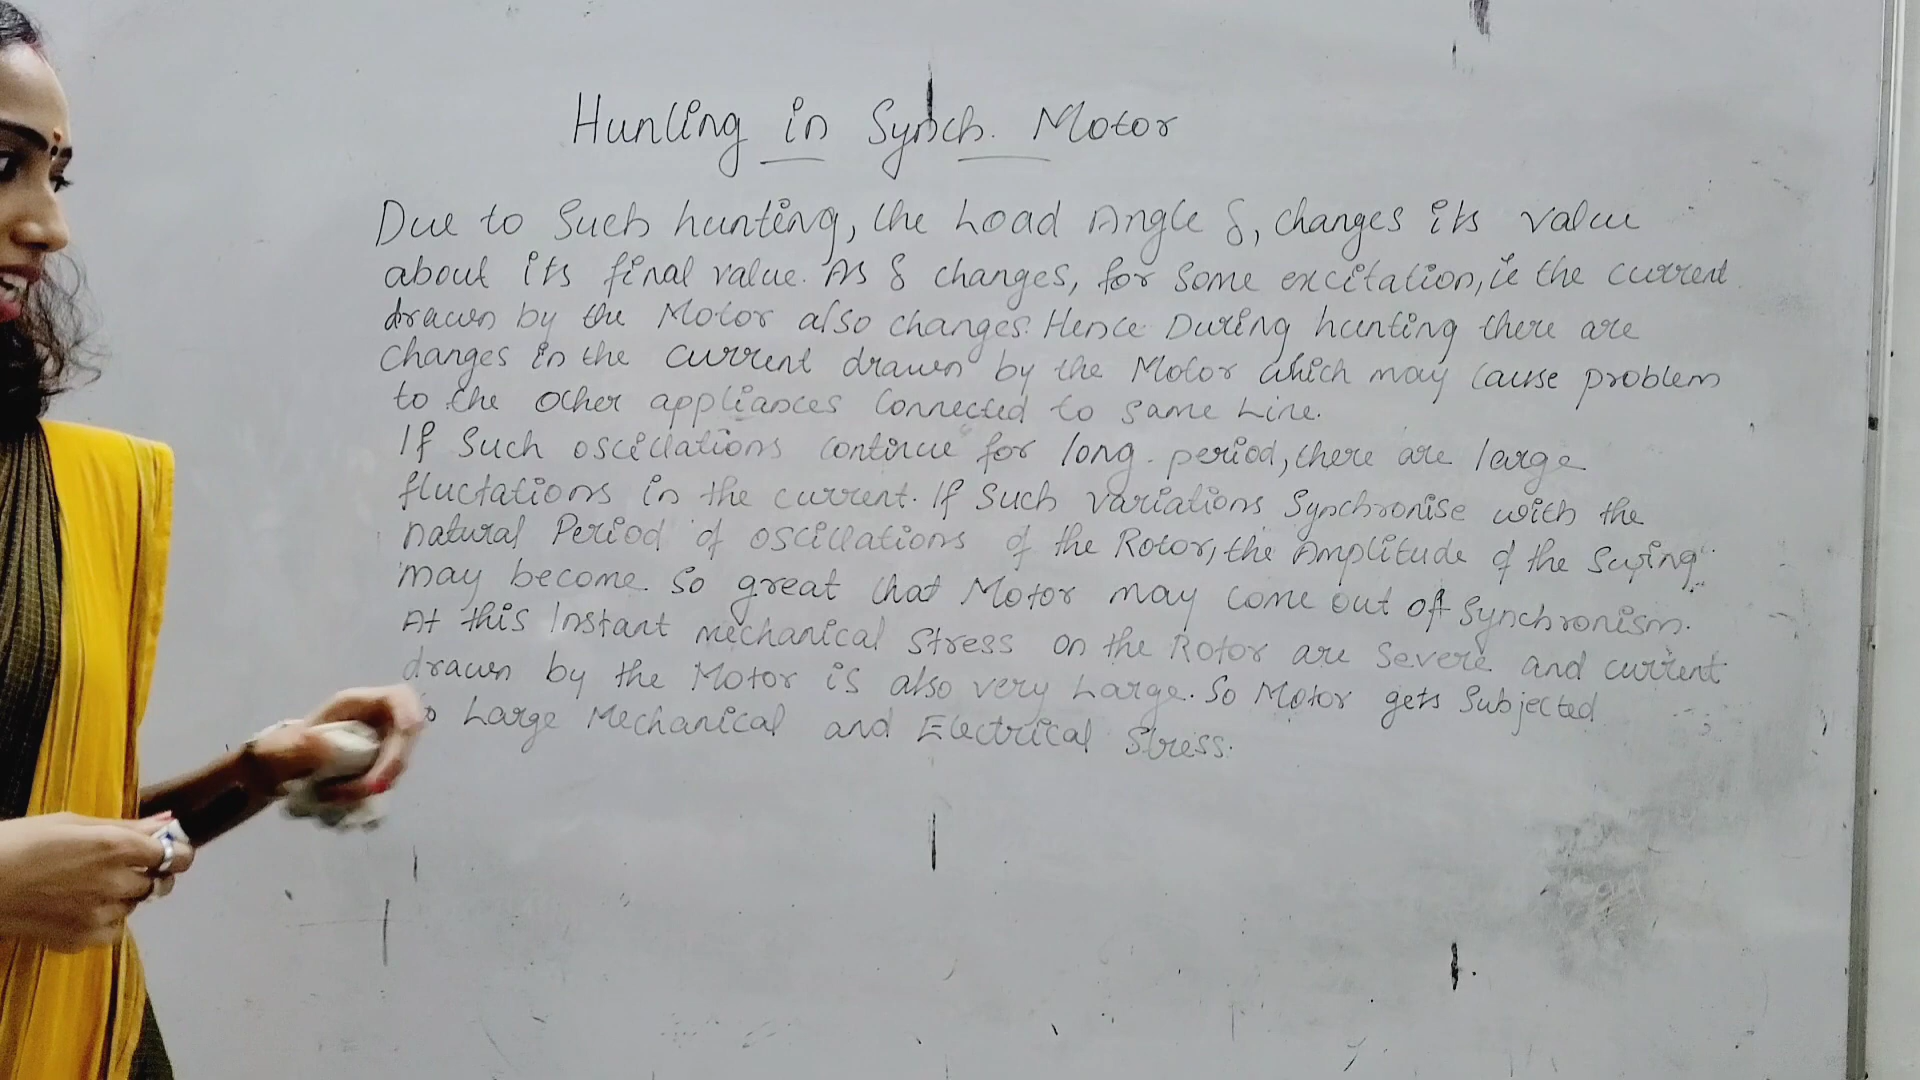 Hunting in Synch. Motor
Due to Such hunting, the Load Angle δ, changes its value
about its final value. As δ changes, for Some excitation, ie the current
drawn by the Motor also changes. Hence During hunting there are
changes in the current drawn by the Motor which may cause problem
to the other appliances Connected to Same Line.
If Such oscillations continue for long period, there are large
fluctations in the current. If Such variations Synchronise with the
natural Period of oscillations of the Rotor, the Amplitude of the Swing
may become So great that Motor may come out of Synchronism.
At this Instant mechanical Stress on the Rotor are Severe and current
drawn by the Motor is also very Large. So Motor gets Subjected
to Large Mechanical and Electrical Stress.